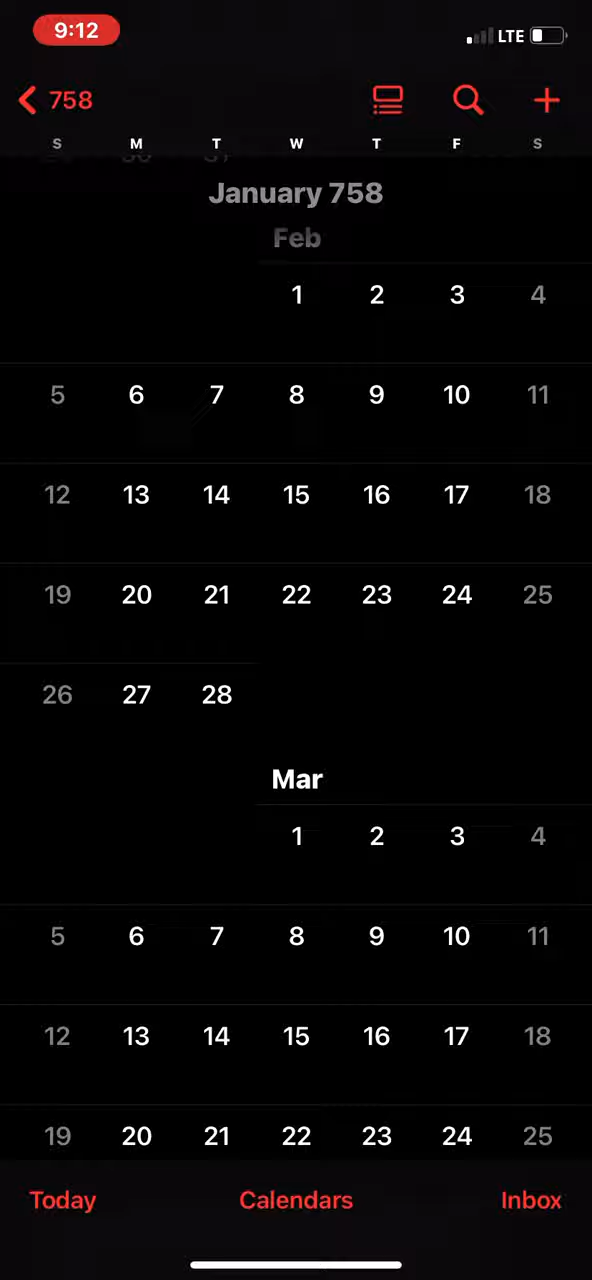 9:12 LTE
758
S M T W T F S
January 758
Feb
1 2 3 4
5 6 7 8 9 10 11
12 13 14 15 16 17 18
19 20 21 22 23 24 25
26 27 28
Mar
1 2 3 4
5 6 7 8 9 10 11
12 13 14 15 16 17 18
19 20 21 22 23 24 25
Today Calendars Inbox